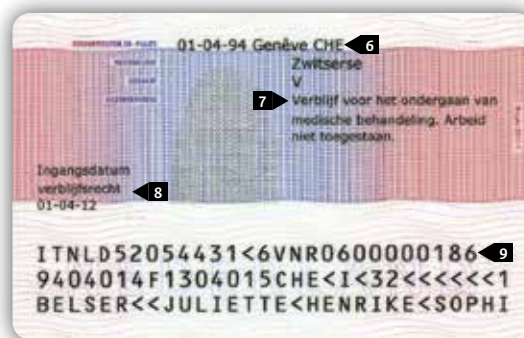 01-04-94 Genève CHE 6
Zwitserse
V
7 Verblijf voor het ondergaan van
medische behandeling. Arbeid
niet toegestaan.
Ingangsdatum
verblijfsrecht 8
01-04-12
ITNLD52054431<6VNR0600000186 9
9404014F1304015CHE<I<32<<<<<<1
BELSER<<JULIETTE<HENRIKE<SOPHI